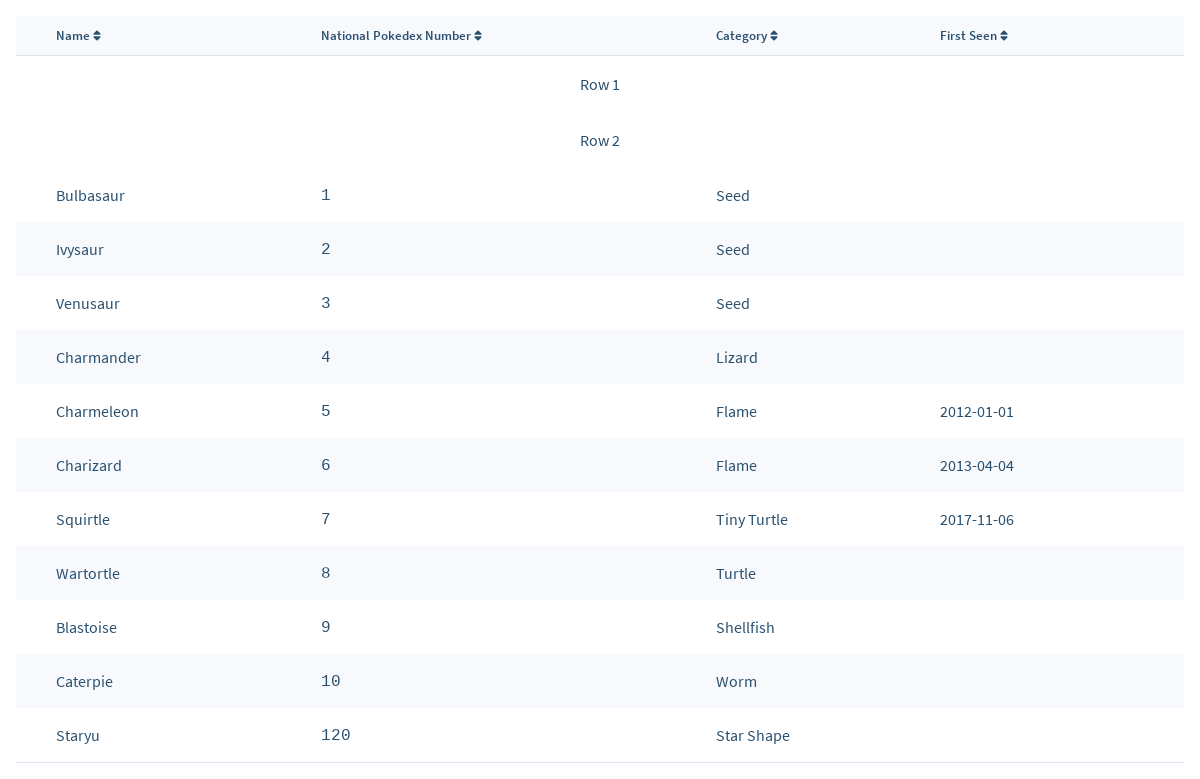 Name National Pokedex Number Category First Seen
Row 1
Row 2
Bulbasaur 1 Seed
Ivysaur 2 Seed
Venusaur 3 Seed
Charmander 4 Lizard
Charmeleon 5 Flame 2012-01-01
Charizard 6 Flame 2013-04-04
Squirtle 7 Tiny Turtle 2017-11-06
Wartortle 8 Turtle
Blastoise 9 Shellfish
Caterpie 10 Worm
Staryu 120 Star Shape